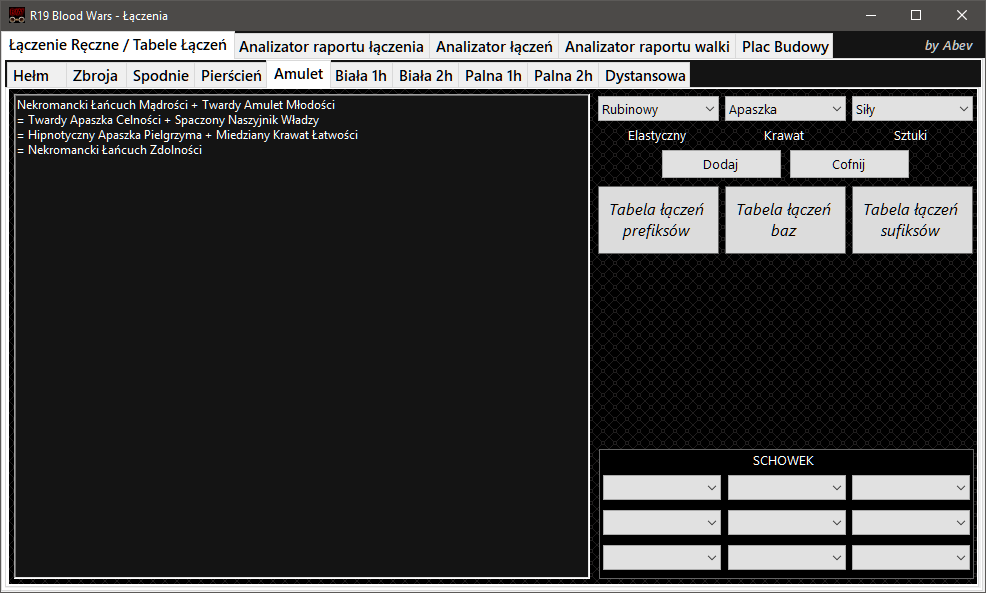 R19 Blood Wars - Łączenia
Łączenie Ręczne / Tabele Łączeń Analizator raportu łączenia Analizator łączeń Analizator raportu walki Plac Budowy by Abev
Hełm Zbroja Spodnie Pierścień Amulet Biała 1h Biała 2h Palna 1h Palna 2h Dystansowa
Nekromancki Łańcuch Mądrości + Twardy Amulet Młodości
= Twardy Apaszka Celności + Spaczony Naszyjnik Władzy
= Hipnotyczny Apaszka Pielgrzyma + Miedziany Krawat Łatwości
= Nekromancki Łańcuch Zdolności
Rubinowy Apaszka Siły
Elastyczny Krawat Sztuki
Dodaj Cofnij
Tabela łączeń prefiksów
Tabela łączeń baz
Tabela łączeń sufiksów
SCHOWEK